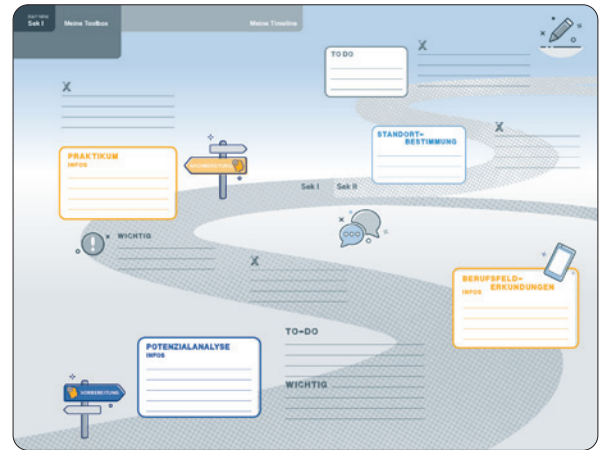 Sek I
Meine Toolbox
Meine Timeline
TO DO
X
X
STANDORT-
BESTIMMUNG
X
PRAKTIKUM
INFOS
Sek I
Sek II
WICHTIG
X
BERUFSFELD-
ERKUNDUNGEN
INFOS
TO-DO
POTENZIALANALYSE
INFOS
WICHTIG
VORBEREITUNG